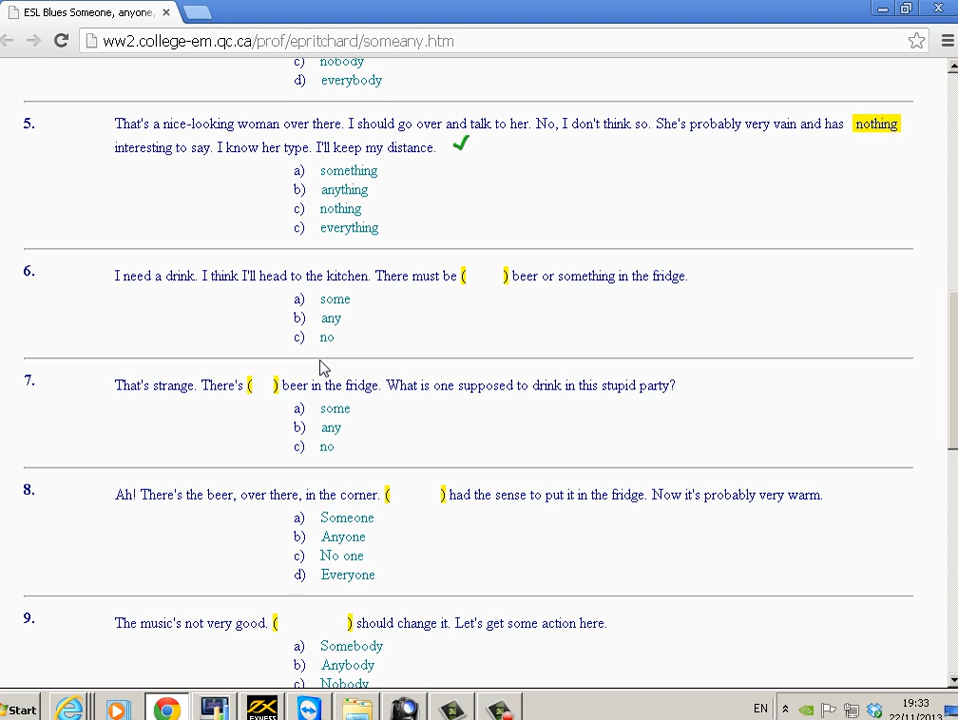 ESL Blues Someone, anyone,
ww2.college-em.qc.ca/prof/epritchard/someany.htm
c) nobody
d) everybody
5. That's a nice-looking woman over there. I should go over and talk to her. No, I don't think so. She's probably very vain and has nothing
interesting to say. I know her type. I'll keep my distance.
a) something
b) anything
c) nothing
c) everything
6. I need a drink. I think I'll head to the kitchen. There must be ( ) beer or something in the fridge.
a) some
b) any
c) no
7. That's strange. There's ( ) beer in the fridge. What is one supposed to drink in this stupid party?
a) some
b) any
c) no
8. Ah! There's the beer, over there, in the corner. ( ) had the sense to put it in the fridge. Now it's probably very warm.
a) Someone
b) Anyone
c) No one
d) Everyone
9. The music's not very good. ( ) should change it. Let's get some action here.
a) Somebody
b) Anybody
c) Nobody
Start
EXNESS
EN
19:33
22/11/2013